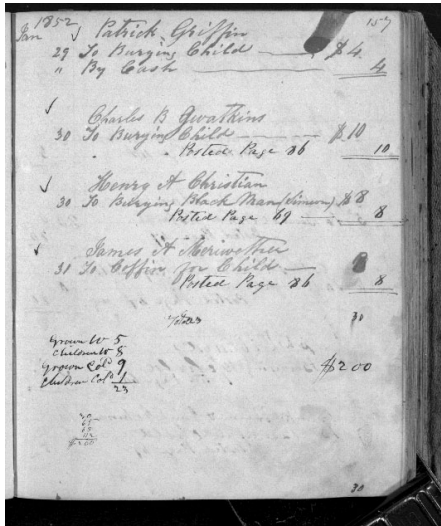 1852 157
Jan Patrick Griffin
29 To Burying Child $4
" By Cash 4
Charles B Gwatkins
30 To Burying Child $10
Posted Page 86 10
Henry A Christian
30 To Burying Black Man (Simon) $8
Posted Page 69 8
James A Meriwether
31 To Coffin for Child
Posted Page 86 8
Total 30
Grown W 5
Children W 8
Grown Col'd 9
Children Col'd 1
23
$200
30
30